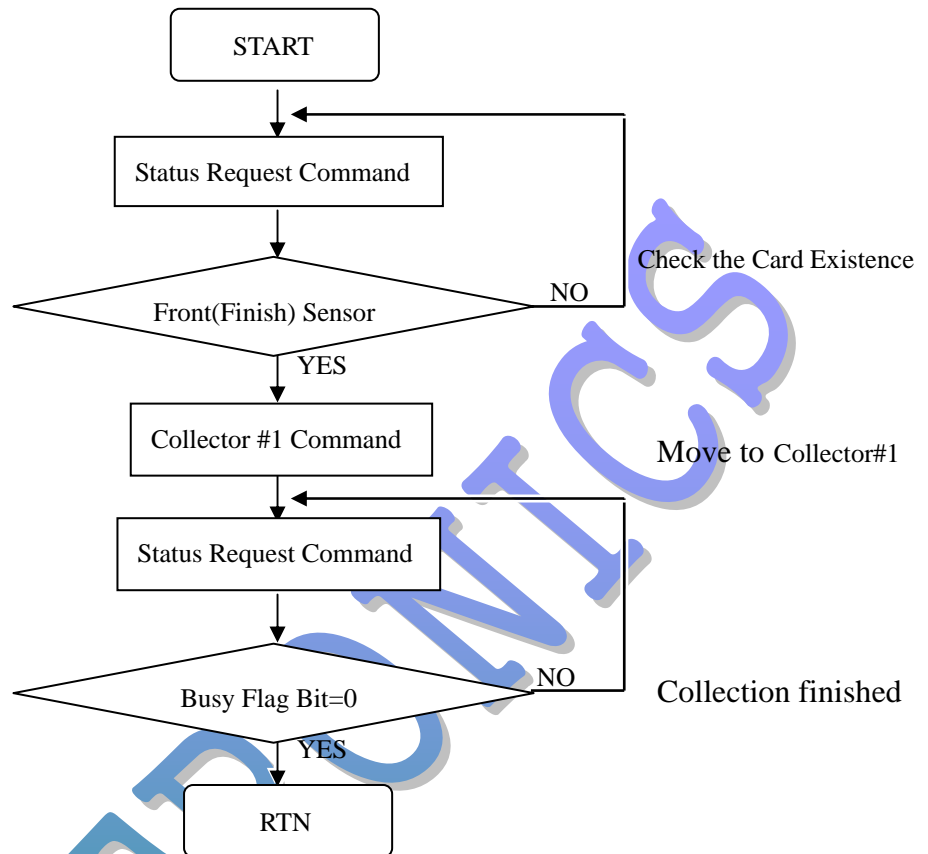 START
Status Request Command
Check the Card Existence
Front(Finish) Sensor
NO
YES
Collector #1 Command
Move to Collector#1
Status Request Command
Busy Flag Bit=0
NO
Collection finished
YES
RTN
RONICS